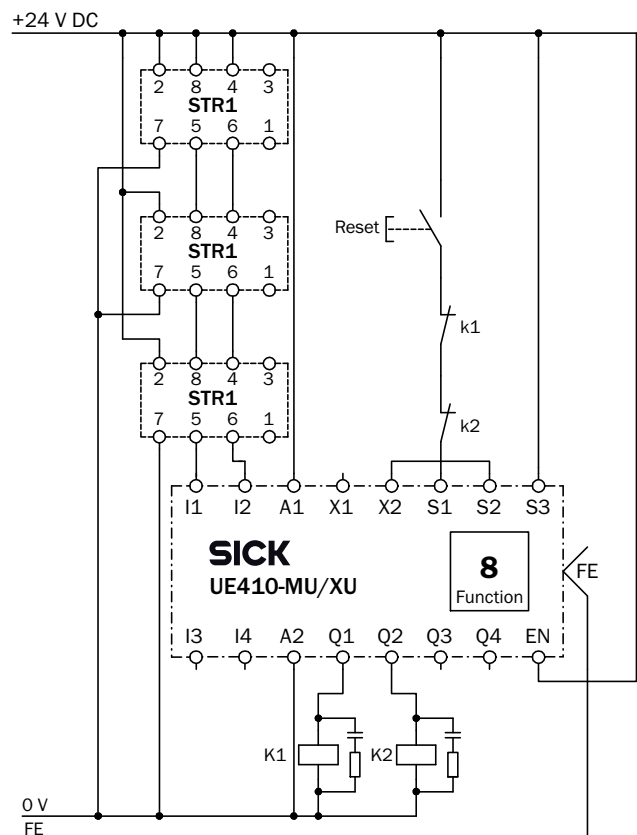 +24 V DC
2 8 4 3
STR1
7 5 6 1
2 8 4 3
STR1
7 5 6 1
Reset
k1
2 8 4 3
STR1
7 5 6 1
k2
I1 I2 A1 X1 X2 S1 S2 S3
SICK
UE410-MU/XU
8
Function
FE
I3 I4 A2 Q1 Q2 Q3 Q4 EN
K1
K2
0 V
FE